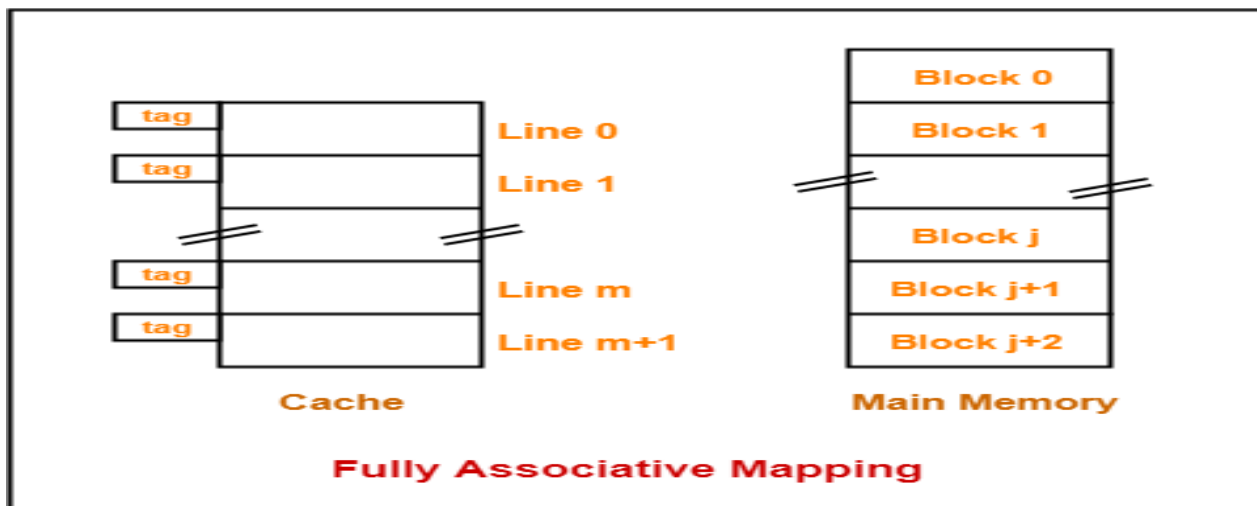 tag
Line 0
tag
Line 1
tag
Line m
tag
Line m+1
Cache
Block 0
Block 1
Block j
Block j+1
Block j+2
Main Memory
Fully Associative Mapping